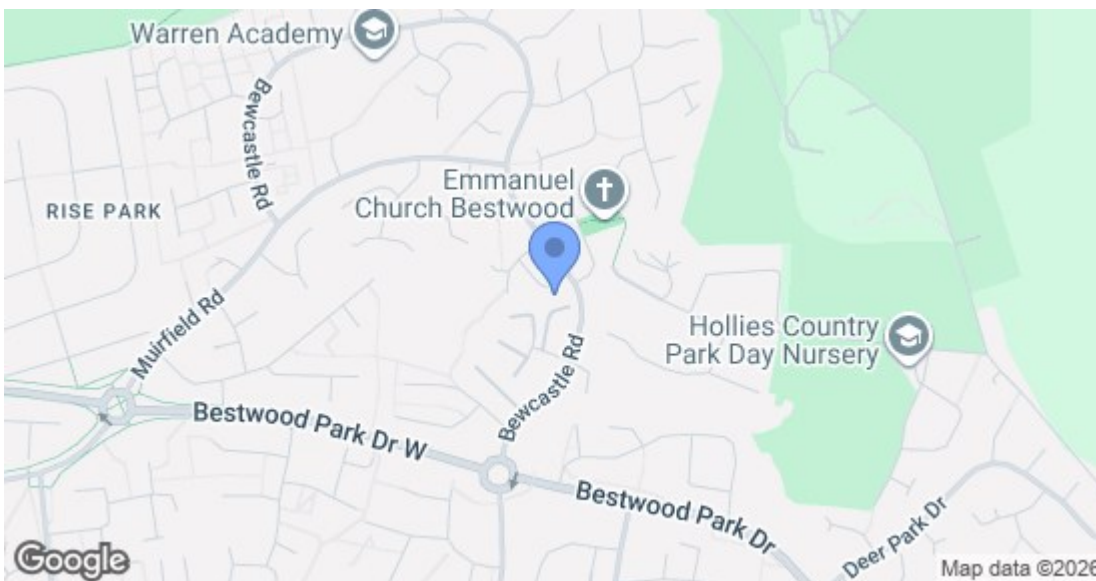 Warren Academy
Bewcastle Rd
Emmanuel
Church Bestwood
RISE PARK
Muirfield Rd
Hollies Country
Park Day Nursery
Bewcastle Rd
Bestwood Park Dr W
Bestwood Park Dr
Deer Park Dr
Google
Map data ©2026